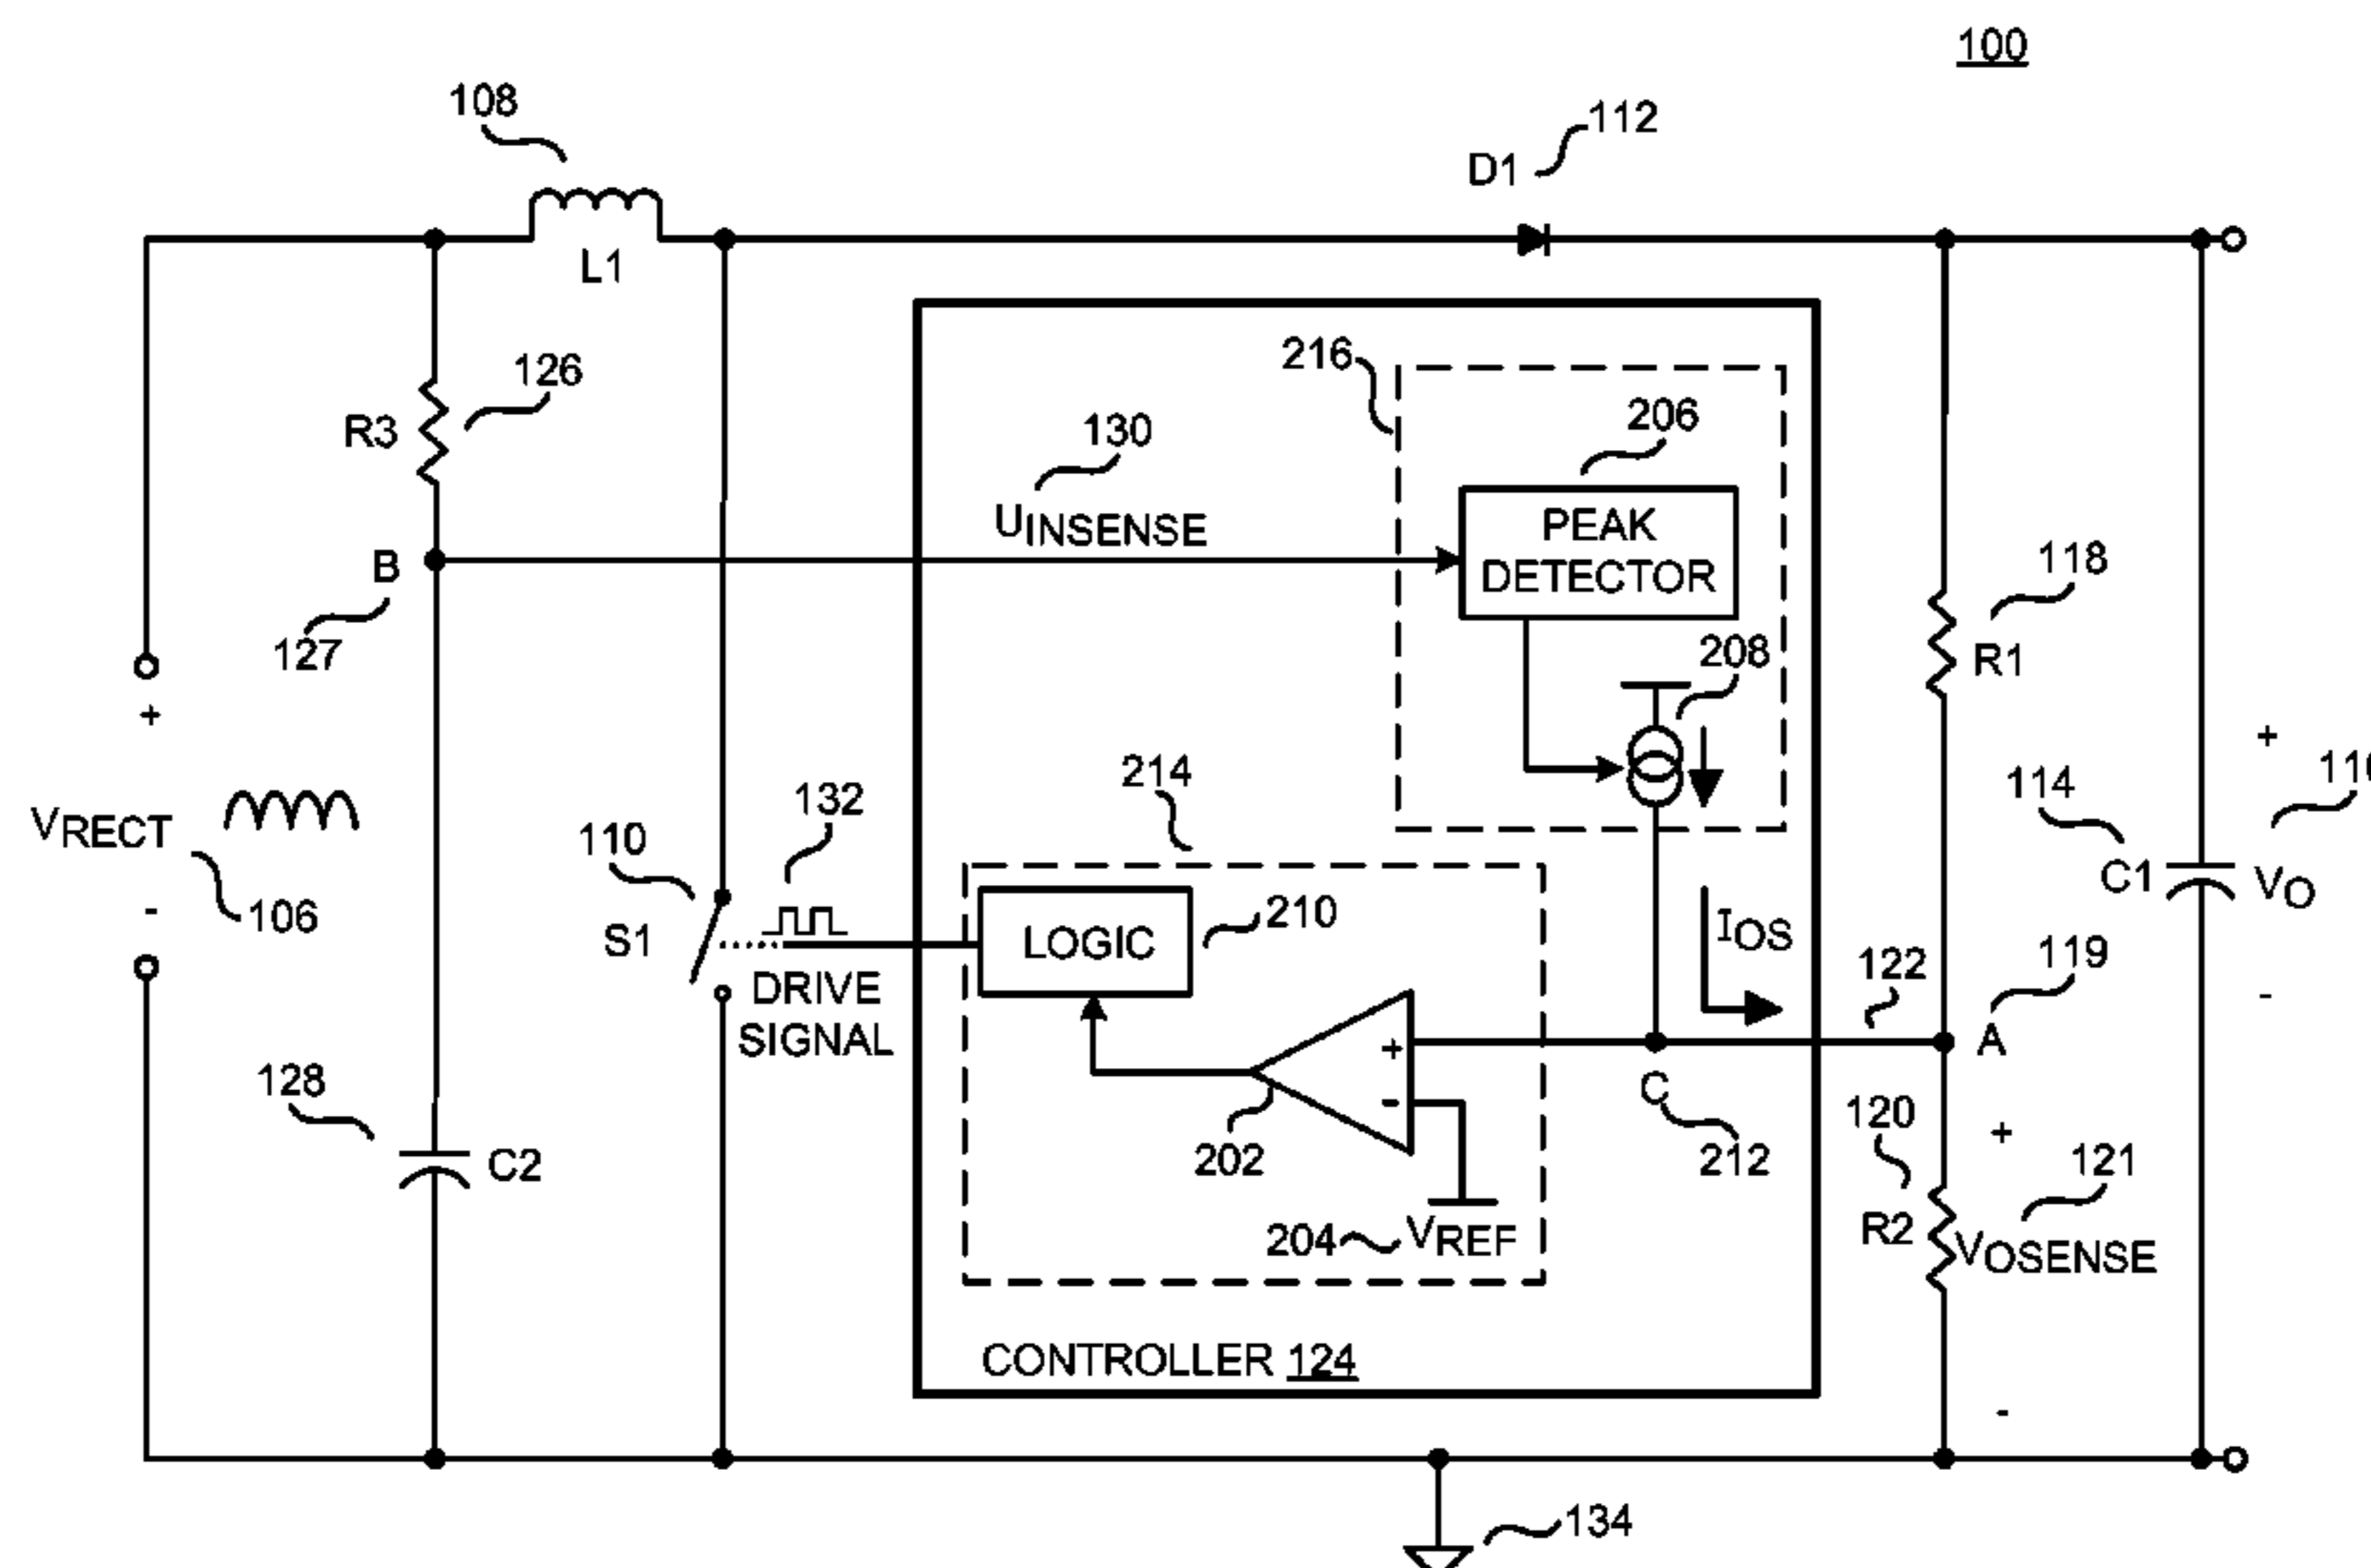 100
108
112
D1
L1
216
126
206
R3
130
UINSENSE
PEAK
DETECTOR
118
B
127
208
R1
+
+
214
114
132
VRECT
110
C1
VO
-
106
210
S1
LOGIC
IOS
119
122
DRIVE
SIGNAL
-
A
+
128
C
120
+
-
202
212
121
C2
R2
204
VREF
VOSENSE
CONTROLLER 124
-
134